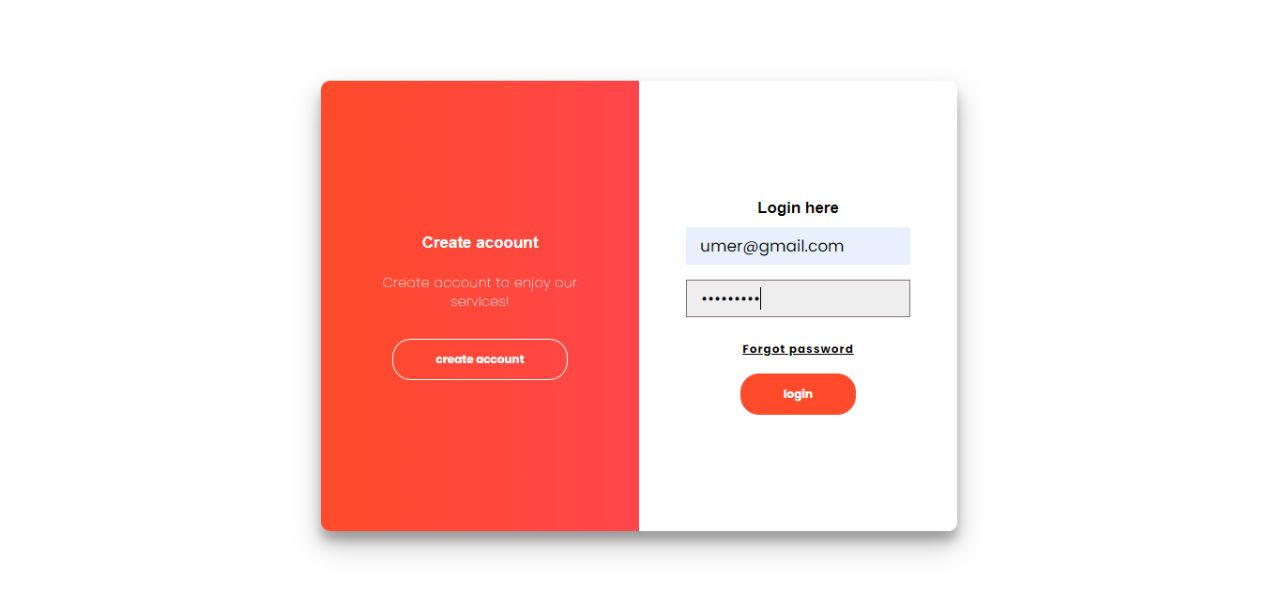 Create acoount
Create account to enjoy our
services!
create account
Login here
umer@gmail.com
•••••••••
Forgot password
login